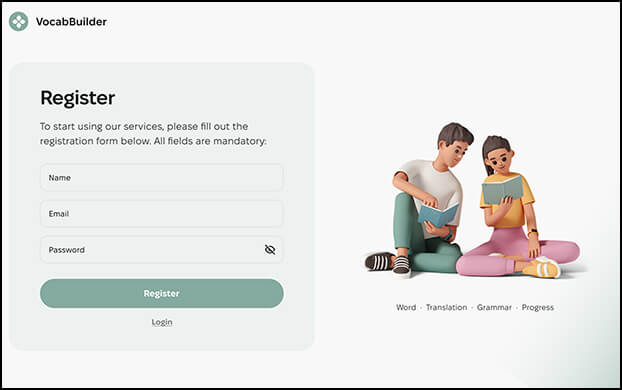 VocabBuilder
Register
To start using our services, please fill out the
registration form below. All fields are mandatory:
Name
Email
Password
Register
Login
Word · Translation · Grammar · Progress